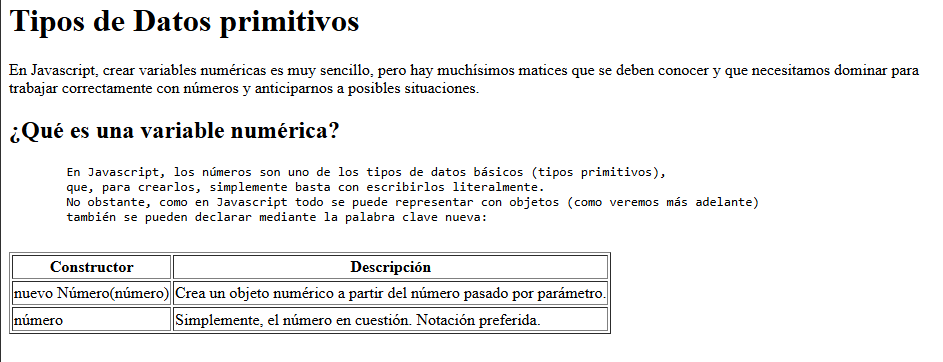 Tipos de Datos primitivos
En Javascript, crear variables numéricas es muy sencillo, pero hay muchísimos matices que se deben conocer y que necesitamos dominar para
trabajar correctamente con números y anticiparnos a posibles situaciones.
¿Qué es una variable numérica?
En Javascript, los números son uno de los tipos de datos básicos (tipos primitivos),
que, para crearlos, simplemente basta con escribirlos literalmente.
No obstante, como en Javascript todo se puede representar con objetos (como veremos más adelante)
también se pueden declarar mediante la palabra clave nueva:
Constructor Descripción
nuevo Número(número) Crea un objeto numérico a partir del número pasado por parámetro.
número Simplemente, el número en cuestión. Notación preferida.